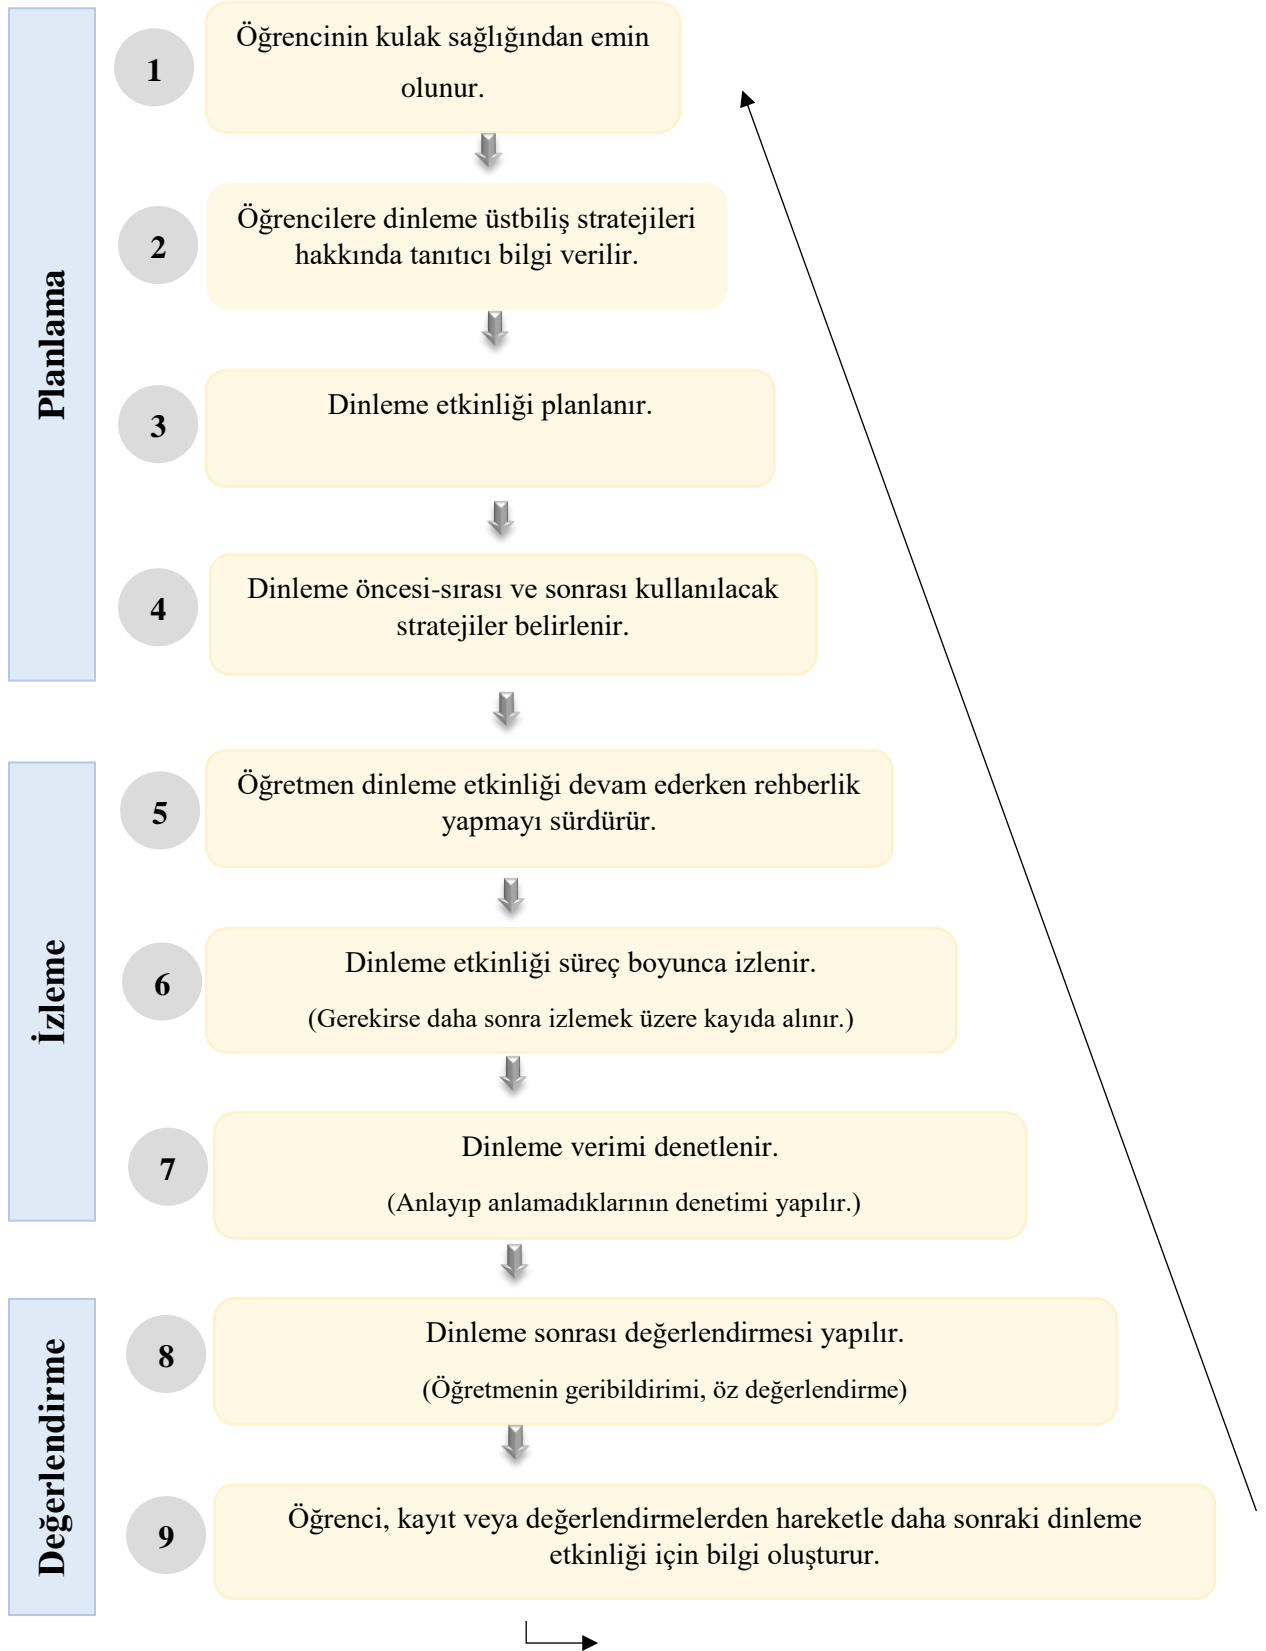 Planlama
1
Öğrencinin kulak sağlığından emin
olunur.
2
Öğrencilere dinleme üstbiliş stratejileri
hakkında tanıtıcı bilgi verilir.
3
Dinleme etkinliği planlanır.
4
Dinleme öncesi-sırası ve sonrası kullanılacak
stratejiler belirlenir.
İzleme
5
Öğretmen dinleme etkinliği devam ederken rehberlik
yapmayı sürdürür.
6
Dinleme etkinliği süreç boyunca izlenir.
(Gerekirse daha sonra izlemek üzere kayıda alınır.)
7
Dinleme verimi denetlenir.
(Anlayıp anlamadıklarının denetimi yapılır.)
Değerlendirme
8
Dinleme sonrası değerlendirmesi yapılır.
(Öğretmenin geribildirimi, öz değerlendirme)
9
Öğrenci, kayıt veya değerlendirmelerden hareketle daha sonraki dinleme
etkinliği için bilgi oluşturur.